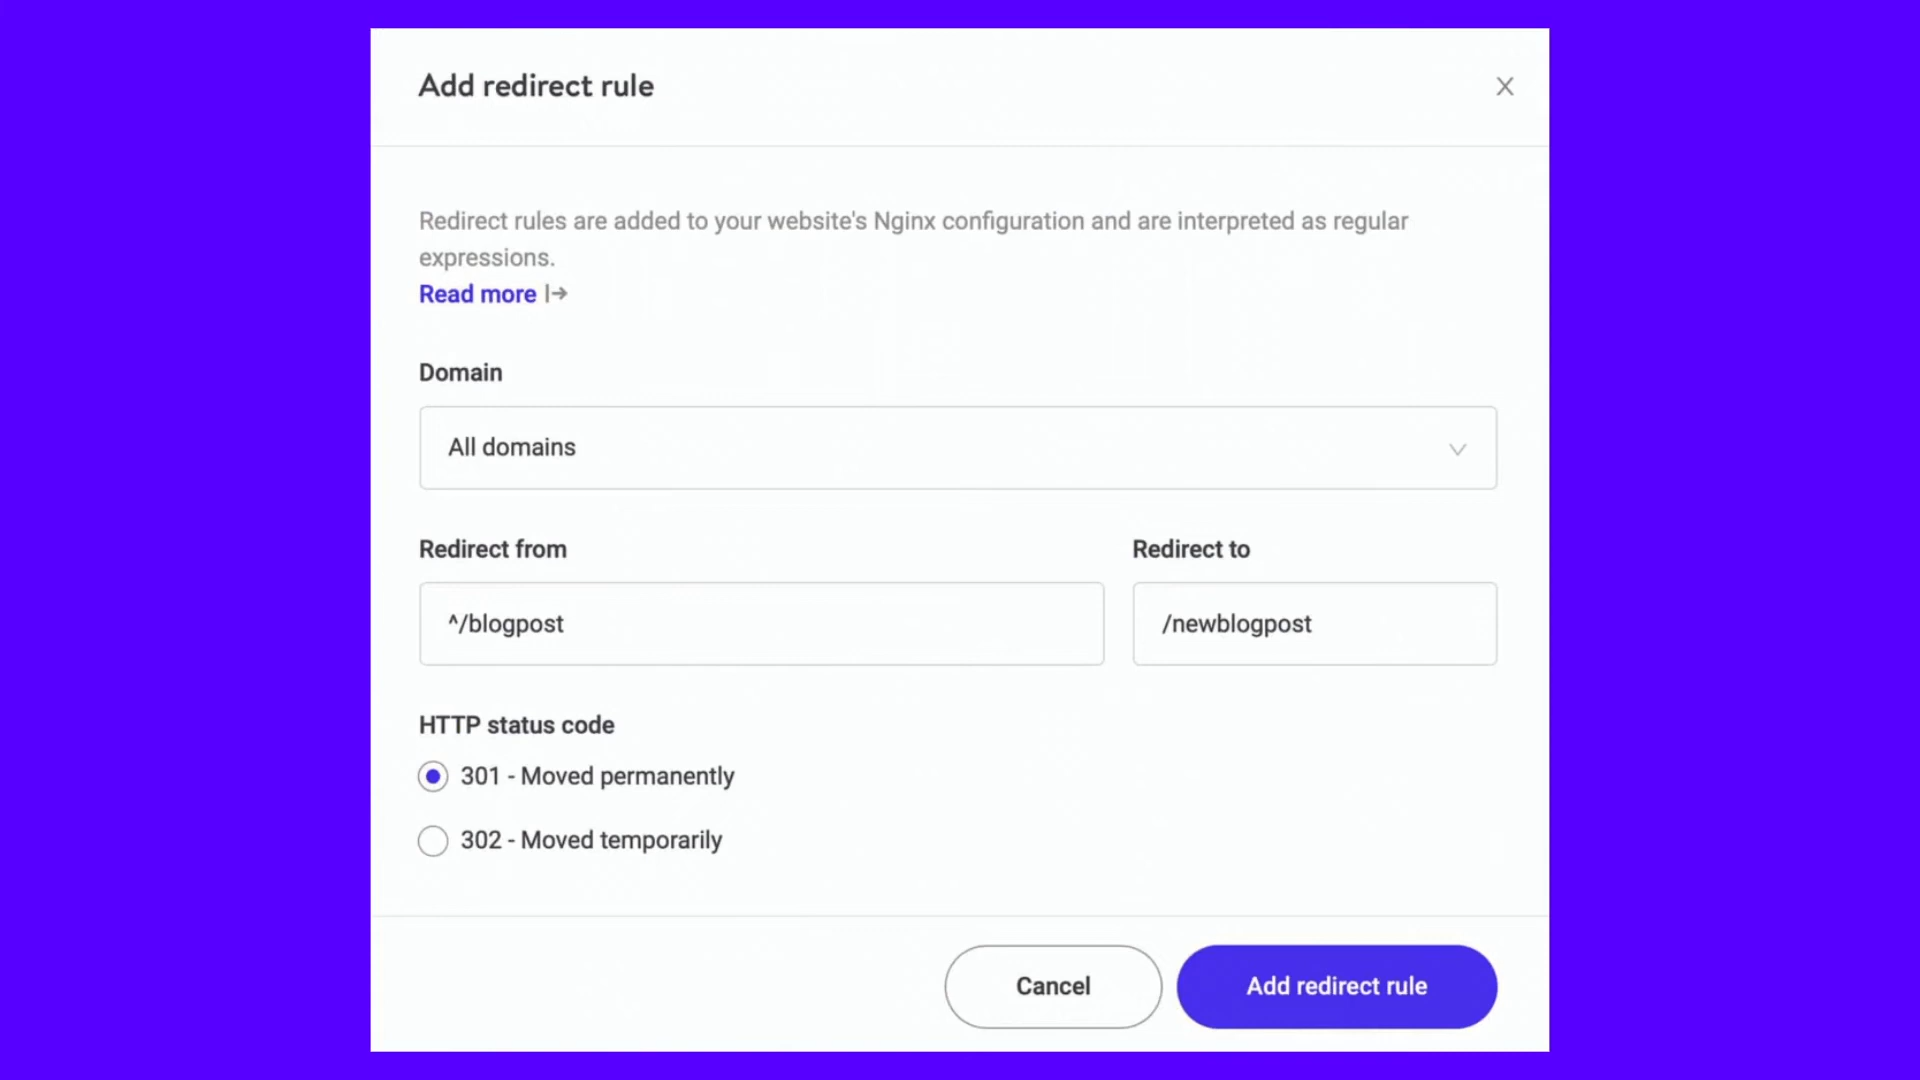 Add redirect rule
Redirect rules are added to your website's Nginx configuration and are interpreted as regular
expressions.
Read more
Domain
All domains
Redirect from
Redirect to
^/blogpost
/newblogpost
HTTP status code
301 - Moved permanently
302 - Moved temporarily
Cancel
Add redirect rule